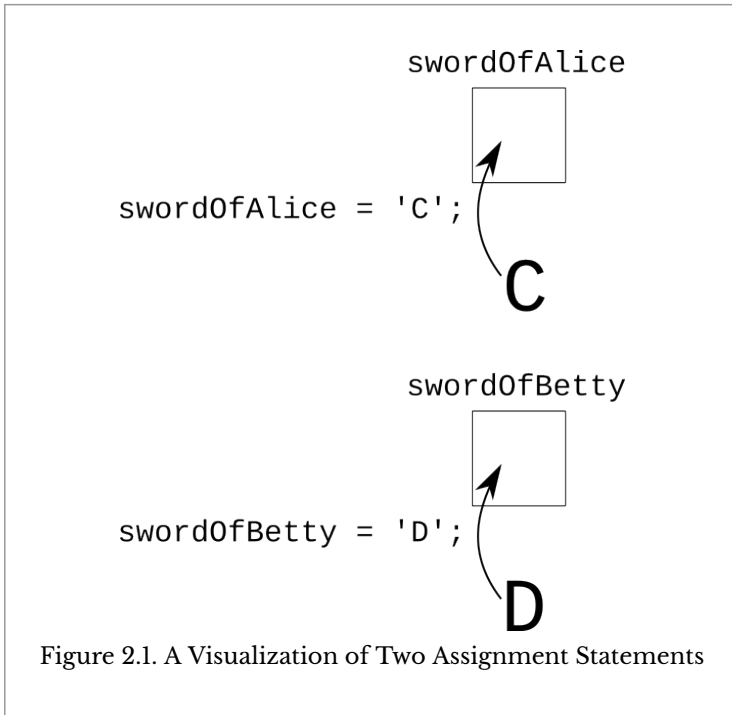 swordOfAlice
swordOfAlice = 'C';
C
swordOfBetty
swordOfBetty = 'D';
D
Figure 2.1. A Visualization of Two Assignment Statements